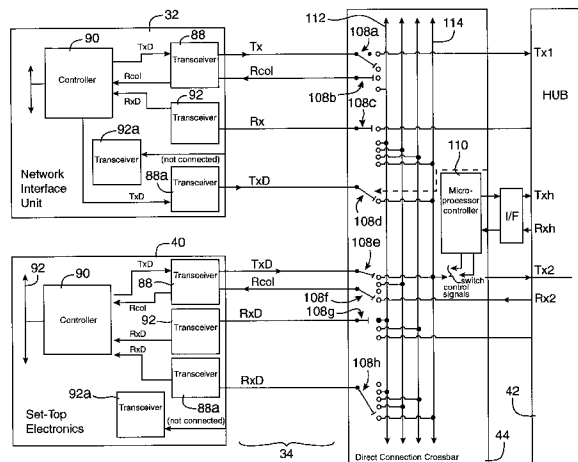 32
90
88
TxD
Transceiver
Controller
Rcol
RxD
92
Transceiver
92a
Transceiver
(not connected)
88a
Transceiver
TxD
Network
Interface
Unit
Tx
Rcol
Rx
TxD
112
108a
114
108b
108c
108d
110
Micro-
processor
controller
I/F
Tx1
HUB
Txh
Rxh
108e
switch
control
signals
Tx2
Rx2
108f
108g
108h
40
92
90
TxD
88
Transceiver
Controller
Rcol
92
Transceiver
RxD
RxD
Transceiver
88a
92a
Transceiver
(not connected)
Set-Top
Electronics
TxD
Rcol
RxD
RxD
34
42
Direct Connection Crossbar
44